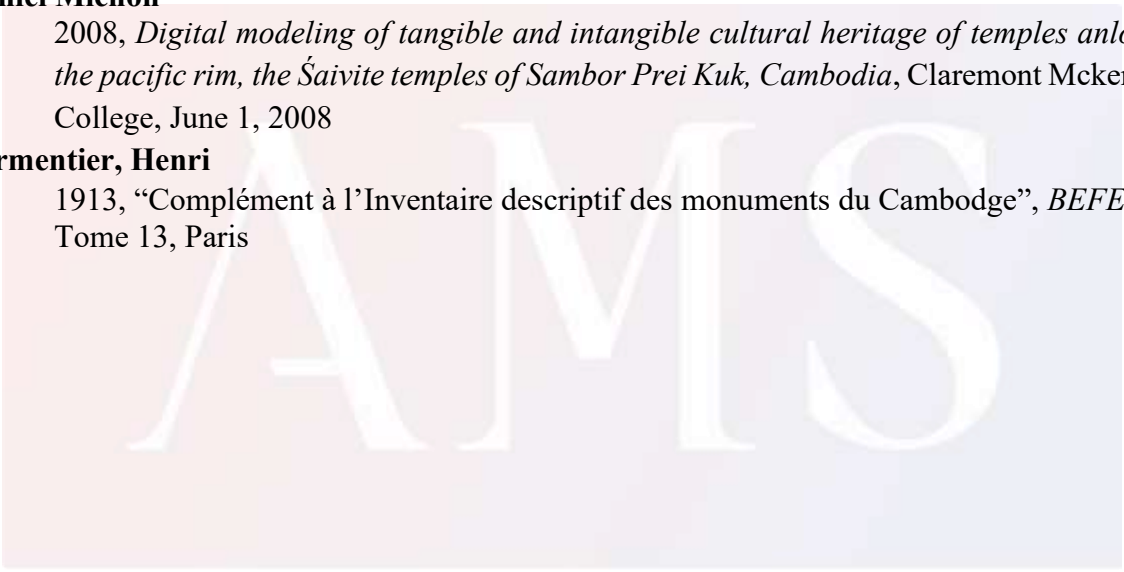 2008, Digital modeling of tangible and intangible cultural heritage of temples anlo
the pacific rim, the Śaivite temples of Sambor Prei Kuk, Cambodia, Claremont Mcken
College, June 1, 2008
rmentier, Henri
1913, “Complément à l’Inventaire descriptif des monuments du Cambodge”, BEFE
Tome 13, Paris
AMS